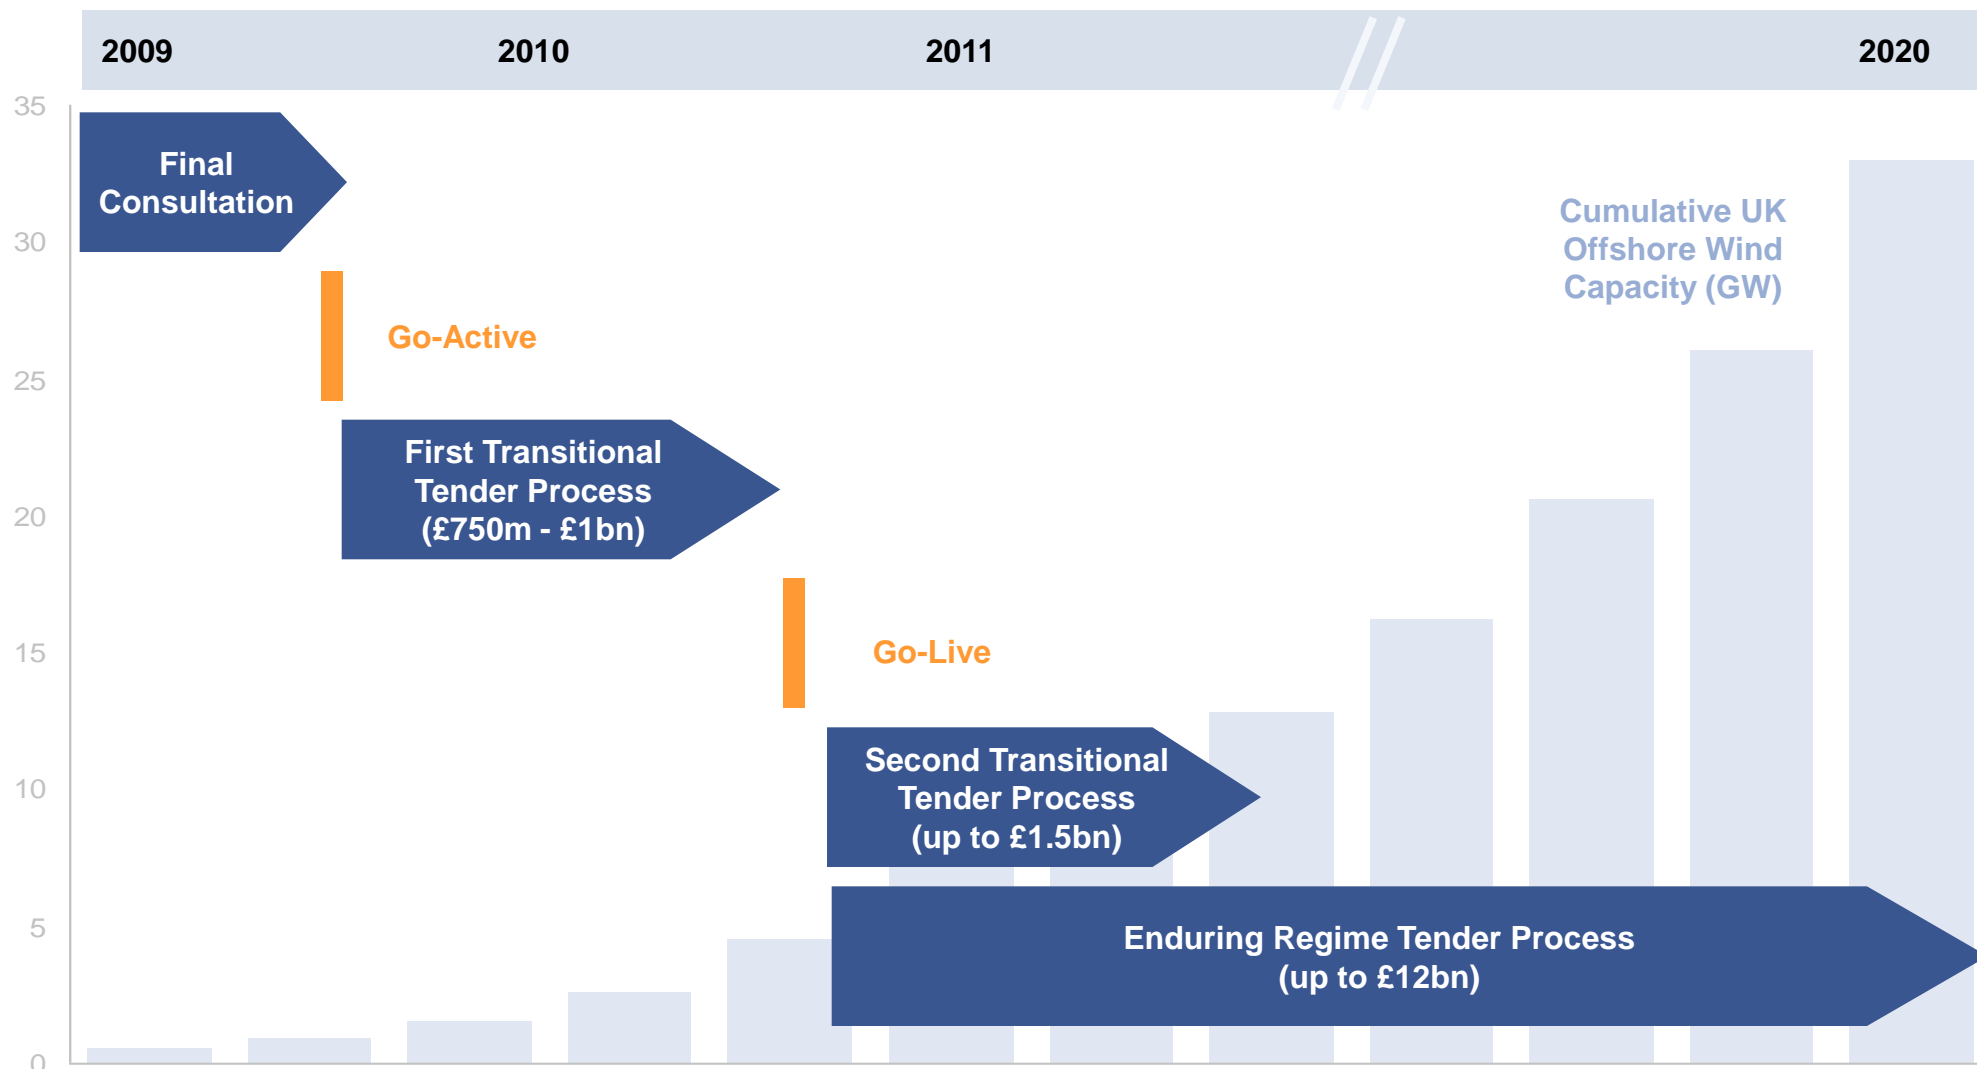 2009 2010 2011 2020
35
Final
Consultation
Cumulative UK
Offshore Wind
Capacity (GW)
30
Go-Active
25
First Transitional
Tender Process
(£750m - £1bn)
20
15
Go-Live
Second Transitional
Tender Process
(up to £1.5bn)
10
5
Enduring Regime Tender Process
(up to £12bn)
0